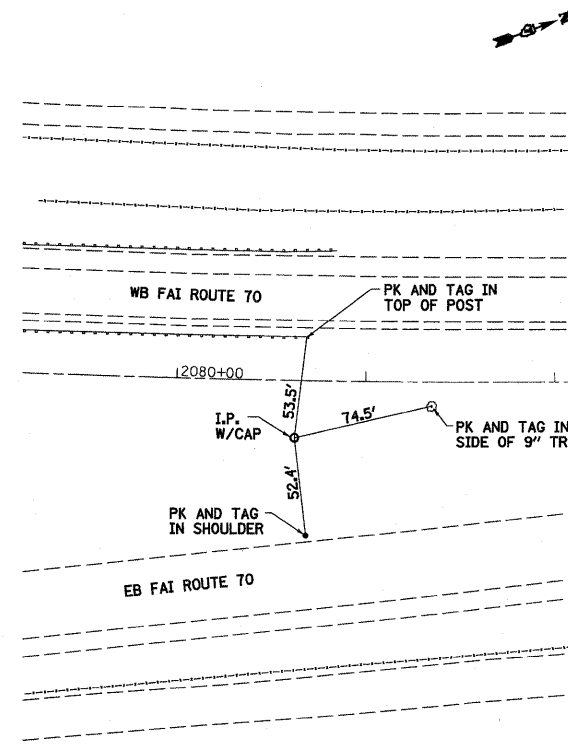 WB FAI ROUTE 70
PK AND TAG IN
TOP OF POST
2080+00
53.5'
74.5'
I.P.
W/CAP
PK AND TAG IN
SIDE OF 9" TR
52.4'
PK AND TAG
IN SHOULDER
EB FAI ROUTE 70